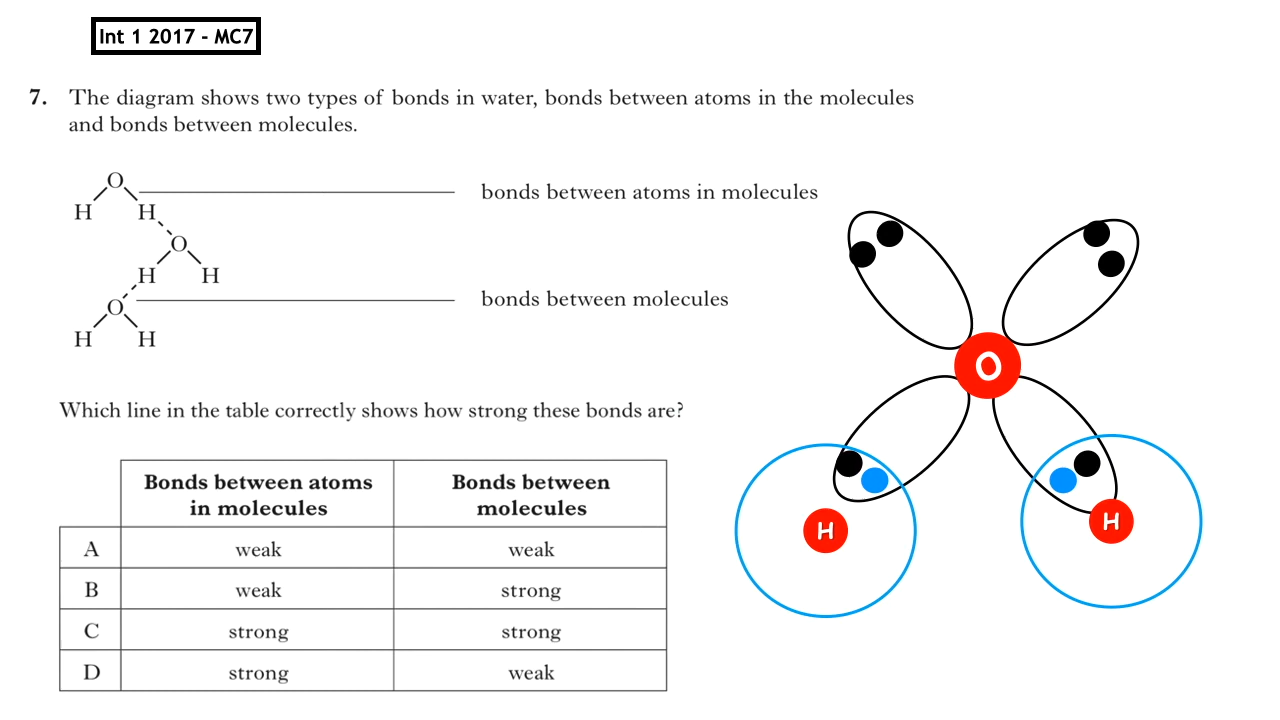 Int 1 2017 - MC7
7. The diagram shows two types of bonds in water, bonds between atoms in the molecules
and bonds between molecules.
O
H H
bonds between atoms in molecules
O
H H
bonds between molecules
O
H H
Which line in the table correctly shows how strong these bonds are?
Bonds between atoms
in molecules
Bonds between
molecules
A weak weak
B weak strong
C strong strong
D strong weak
O
H H